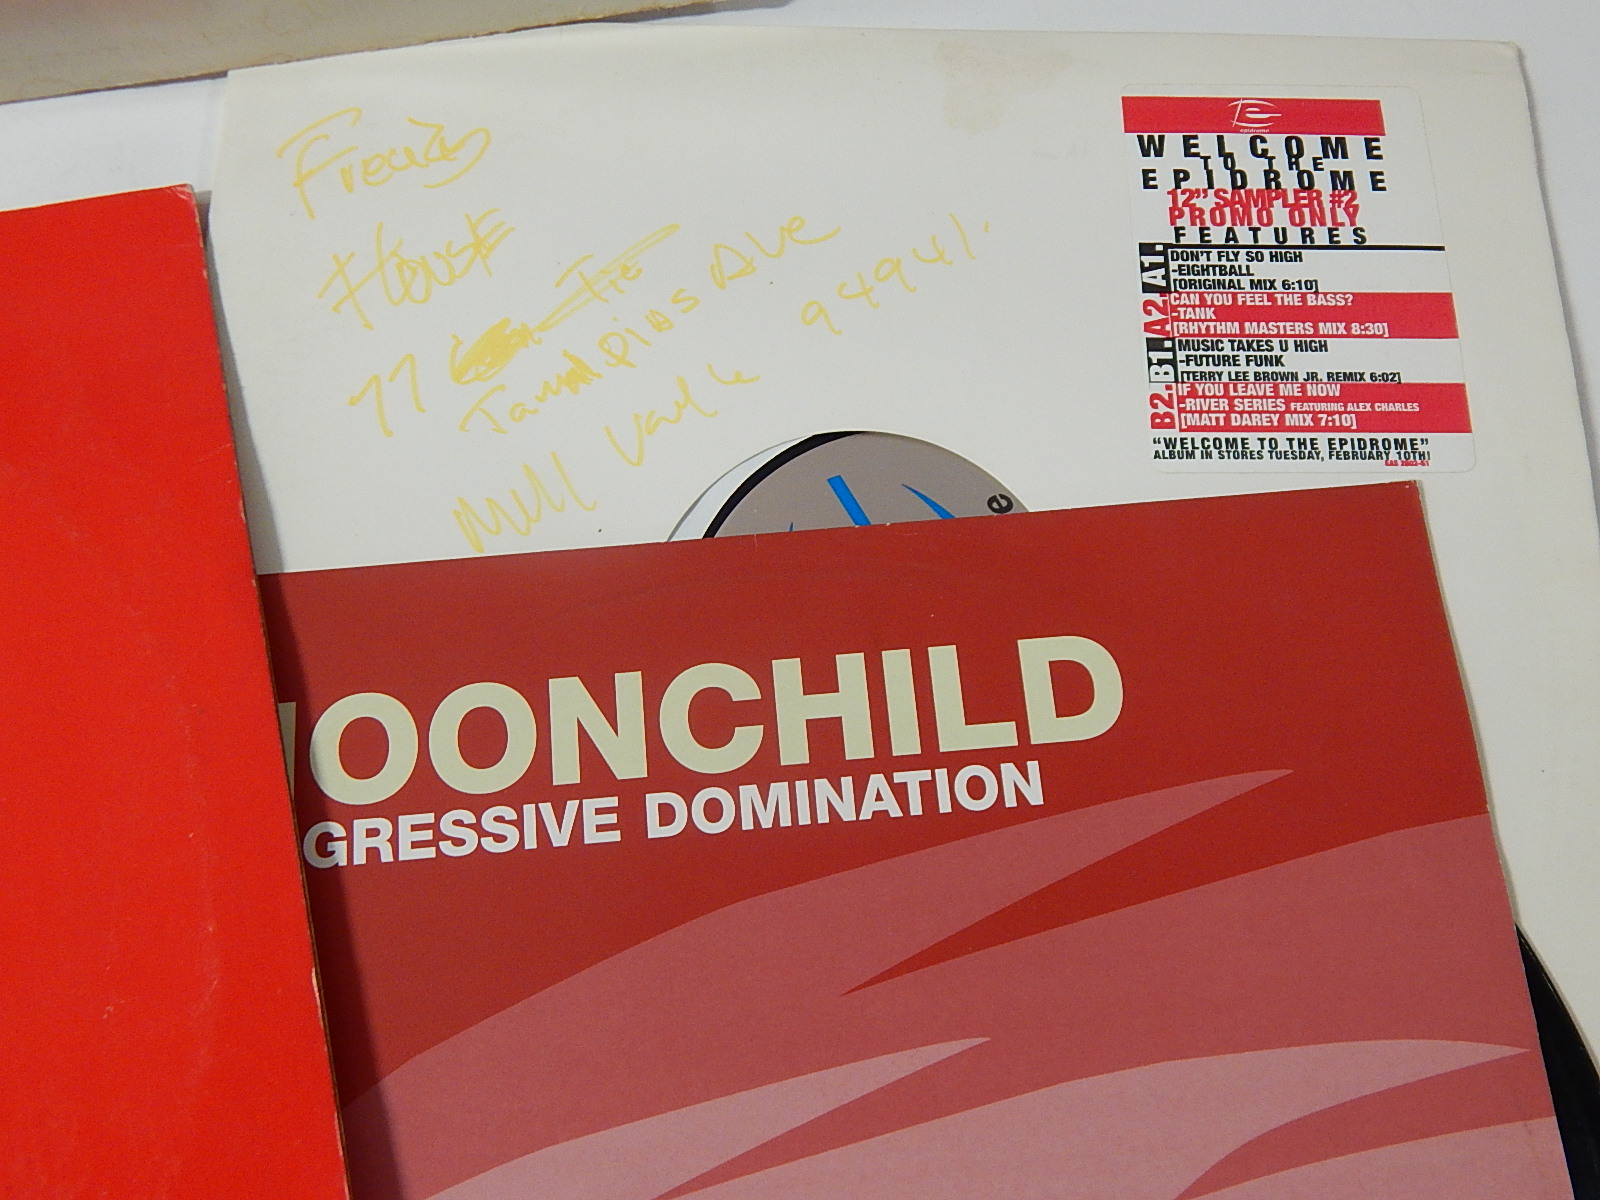 House
77
Tamalpias Ave
Mill Valle 94941.
epidrome
WELCOME
TO THE
EPIDROME
12" SAMPLER #2
PROMO ONLY
FEATURES
A1. DON'T FLY SO HIGH
-EIGHTBALL
[ORIGINAL MIX 6:10]
A2. CAN YOU FEEL THE BASS?
-TANK
[RHYTHM MASTERS MIX 8:30]
B1. MUSIC TAKES U HIGH
-FUTURE FUNK
[TERRY LEE BROWN JR. REMIX 6:02]
B2. IF YOU LEAVE ME NOW
-RIVER SERIES FEATURING ALEX CHARLES
[MATT DAREY MIX 7:10]
"WELCOME TO THE EPIDROME"
ALBUM IN STORES TUESDAY, FEBRUARY 10TH!
e
OONCHILD
GRESSIVE DOMINATION